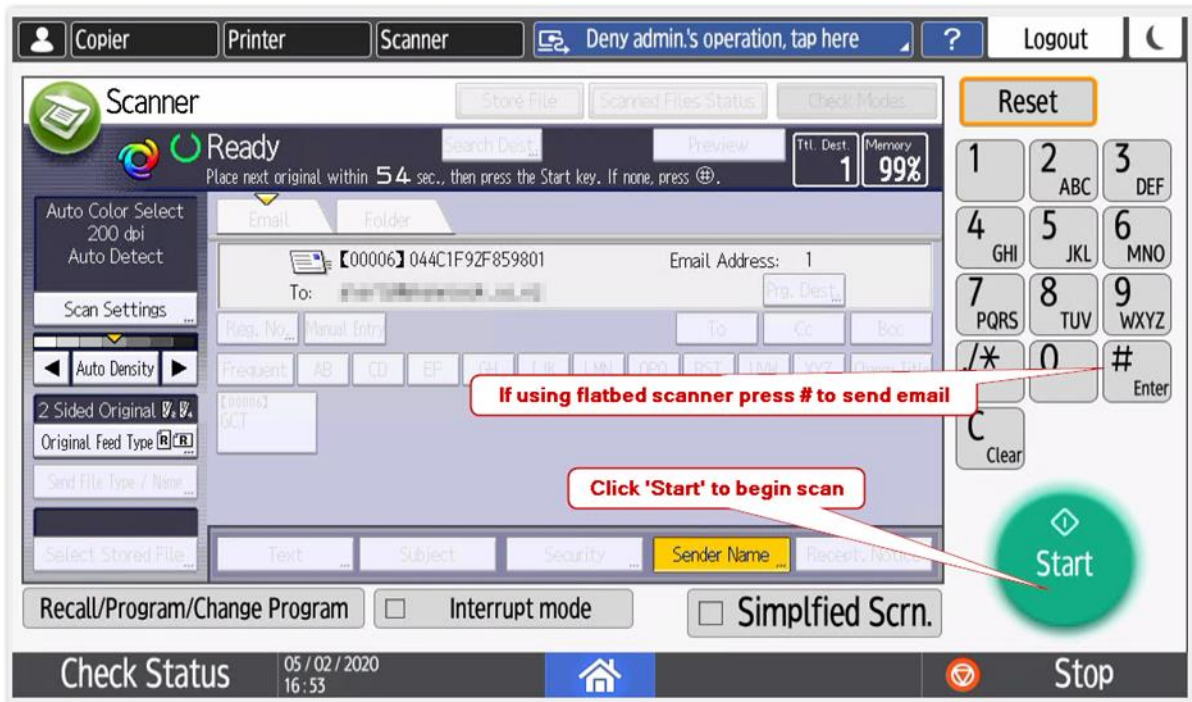 Copier
Printer
Scanner
Deny admin.'s operation, tap here
?
Logout
Scanner
Store File
Scanned Files Status
Check Modes
Reset
Ready
Search Dest.
Preview
Ttl. Dest.
1
Memory
99%
Place next original within 54 sec., then press the Start key. If none, press #.
1
2 ABC
3 DEF
Auto Color Select
200 dpi
Auto Detect
Email
Folder
4 GHI
5 JKL
6 MNO
【00006】044C1F92F859801
Email Address: 1
To:
Prg. Dest.
Scan Settings
7 PQRS
8 TUV
9 WXYZ
Reg. No.
Manual Entry
To
Cc
Bcc
Auto Density
Frequent
AB
CD
EF
GH
IJK
LMN
OPQ
RST
UVW
XYZ
Change Title
./*
0
# Enter
If using flatbed scanner press # to send email
2 Sided Original
【00006】
GCT
Original Feed Type
C Clear
Send File Type / Name
Click 'Start' to begin scan
Start
Select Stored File
Text
Subject
Security
Sender Name
Recept. Notice
Recall/Program/Change Program
Interrupt mode
Simplfied Scrn.
Check Status
05 / 02 / 2020
16 : 53
Stop